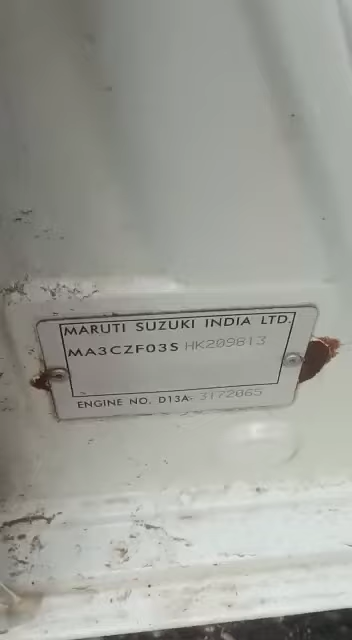 MARUTI SUZUKI INDIA LTD.
MA3CZF03S HK209813
ENGINE NO. D13A 3172065